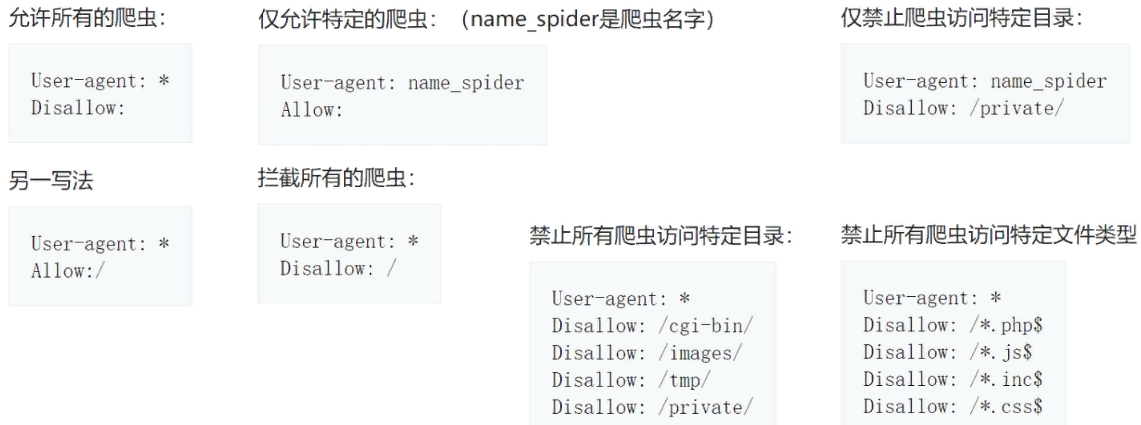 允许所有的爬虫：
User-agent: *
Disallow:
另一写法
User-agent: *
Allow:/
仅允许特定的爬虫：（name_spider是爬虫名字）
User-agent: name_spider
Allow:
拦截所有的爬虫：
User-agent: *
Disallow: /
禁止所有爬虫访问特定目录：
User-agent: *
Disallow: /cgi-bin/
Disallow: /images/
Disallow: /tmp/
Disallow: /private/
仅禁止爬虫访问特定目录：
User-agent: name_spider
Disallow: /private/
禁止所有爬虫访问特定文件类型
User-agent: *
Disallow: /*.php$
Disallow: /*.js$
Disallow: /*.inc$
Disallow: /*.css$